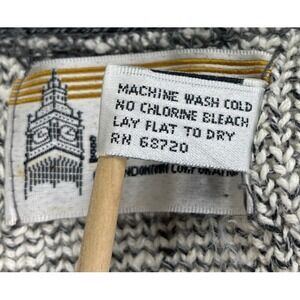 MACHINE WASH COLD
NO CHLORINE BLEACH
LAY FLAT TO DRY
RN 68720